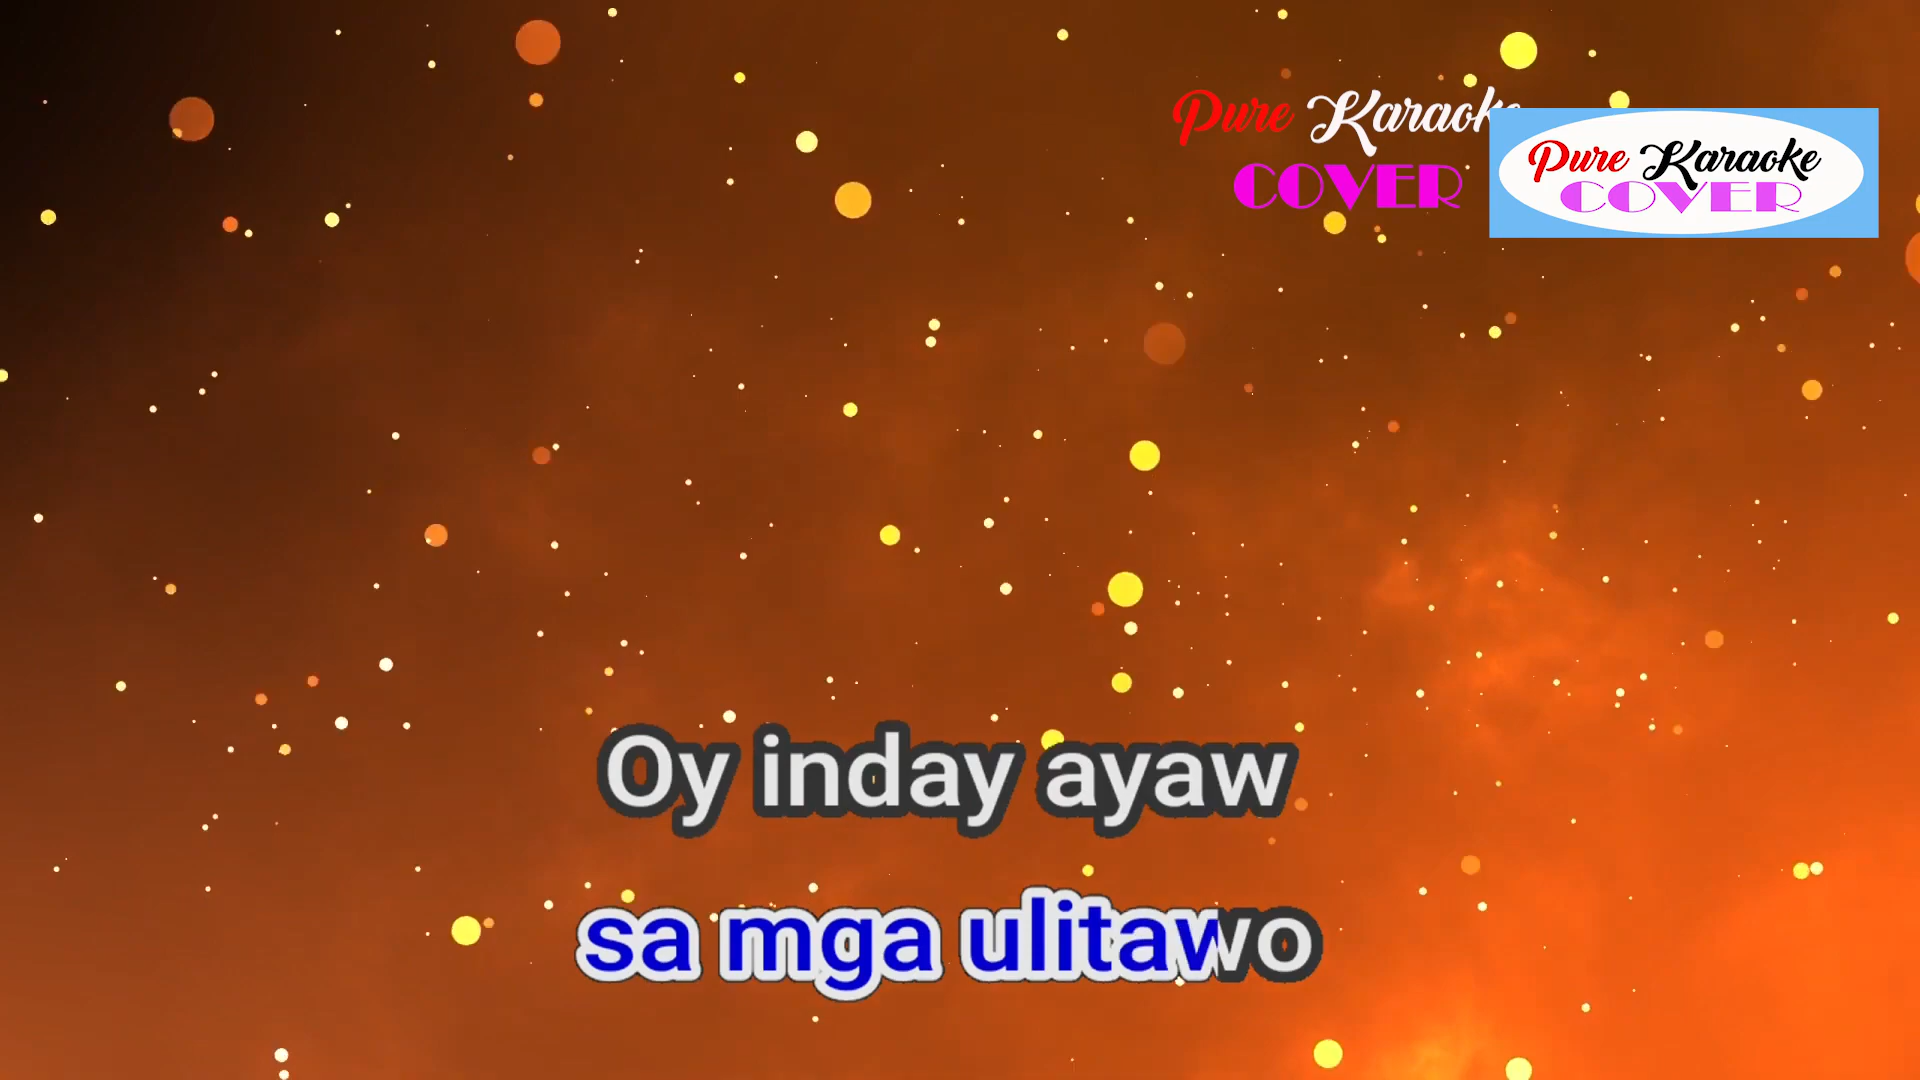 Pure Karaoke
COVER
Pure Karaoke
COVER
Oy inday ayaw
sa mga ulitawo